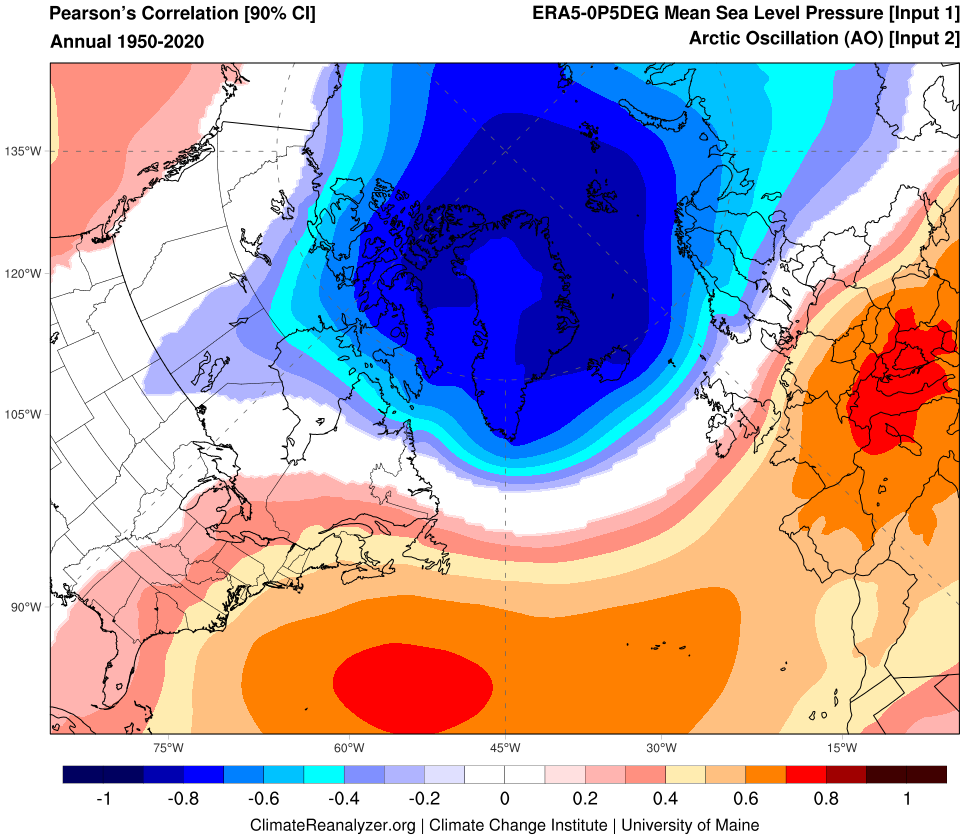 Pearson's Correlation [90% CI]
ERA5-0P5DEG Mean Sea Level Pressure [Input 1]
Annual 1950-2020
Arctic Oscillation (AO) [Input 2]
135°W
120°W
105°W
90°W
75°W 60°W 45°W 30°W 15°W
-1 -0.8 -0.6 -0.4 -0.2 0 0.2 0.4 0.6 0.8 1
ClimateReanalyzer.org | Climate Change Institute | University of Maine